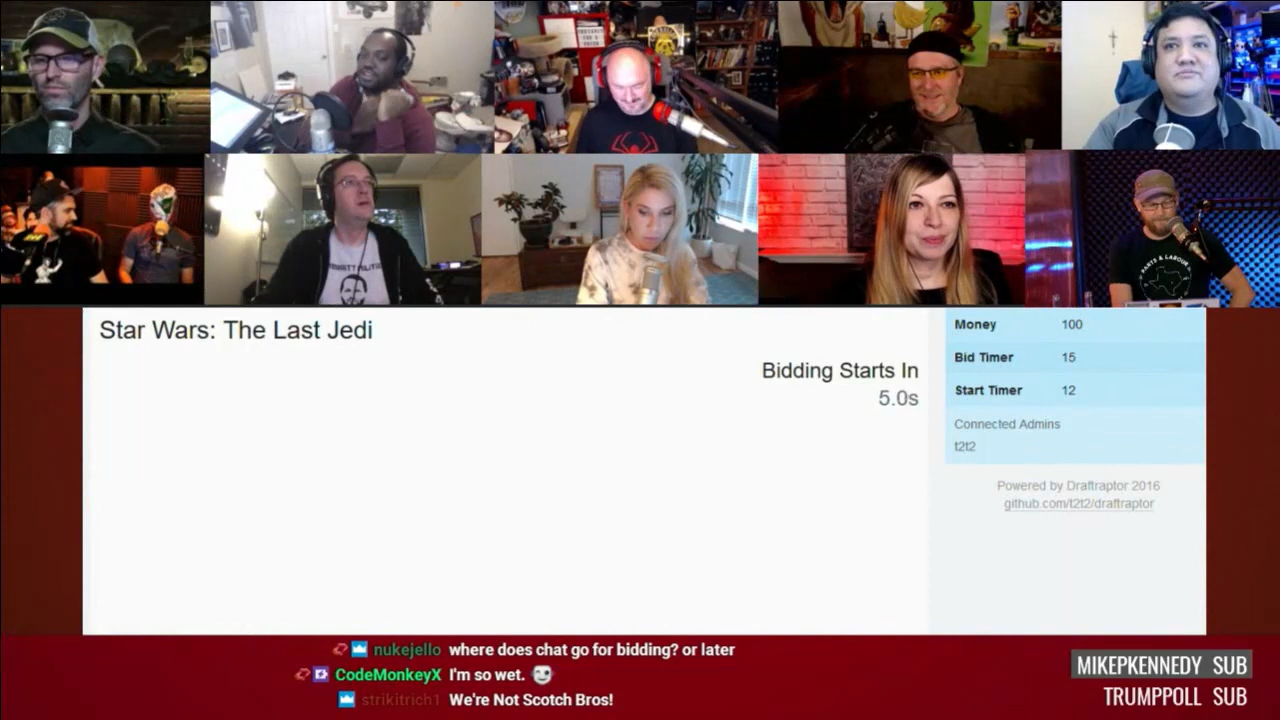 PARTS & LABOUR
Star Wars: The Last Jedi
Bidding Starts In
5.0s
Money 100
Bid Timer 15
Start Timer 12
Connected Admins
t2t2
Powered by Draftraptor 2016
github.com/t2t2/draftraptor
nukejello where does chat go for bidding? or later
CodeMonkeyX I'm so wet.
strikitrich1 We're Not Scotch Bros!
MIKEPKENNEDY SUB
TRUMPPOLL SUB